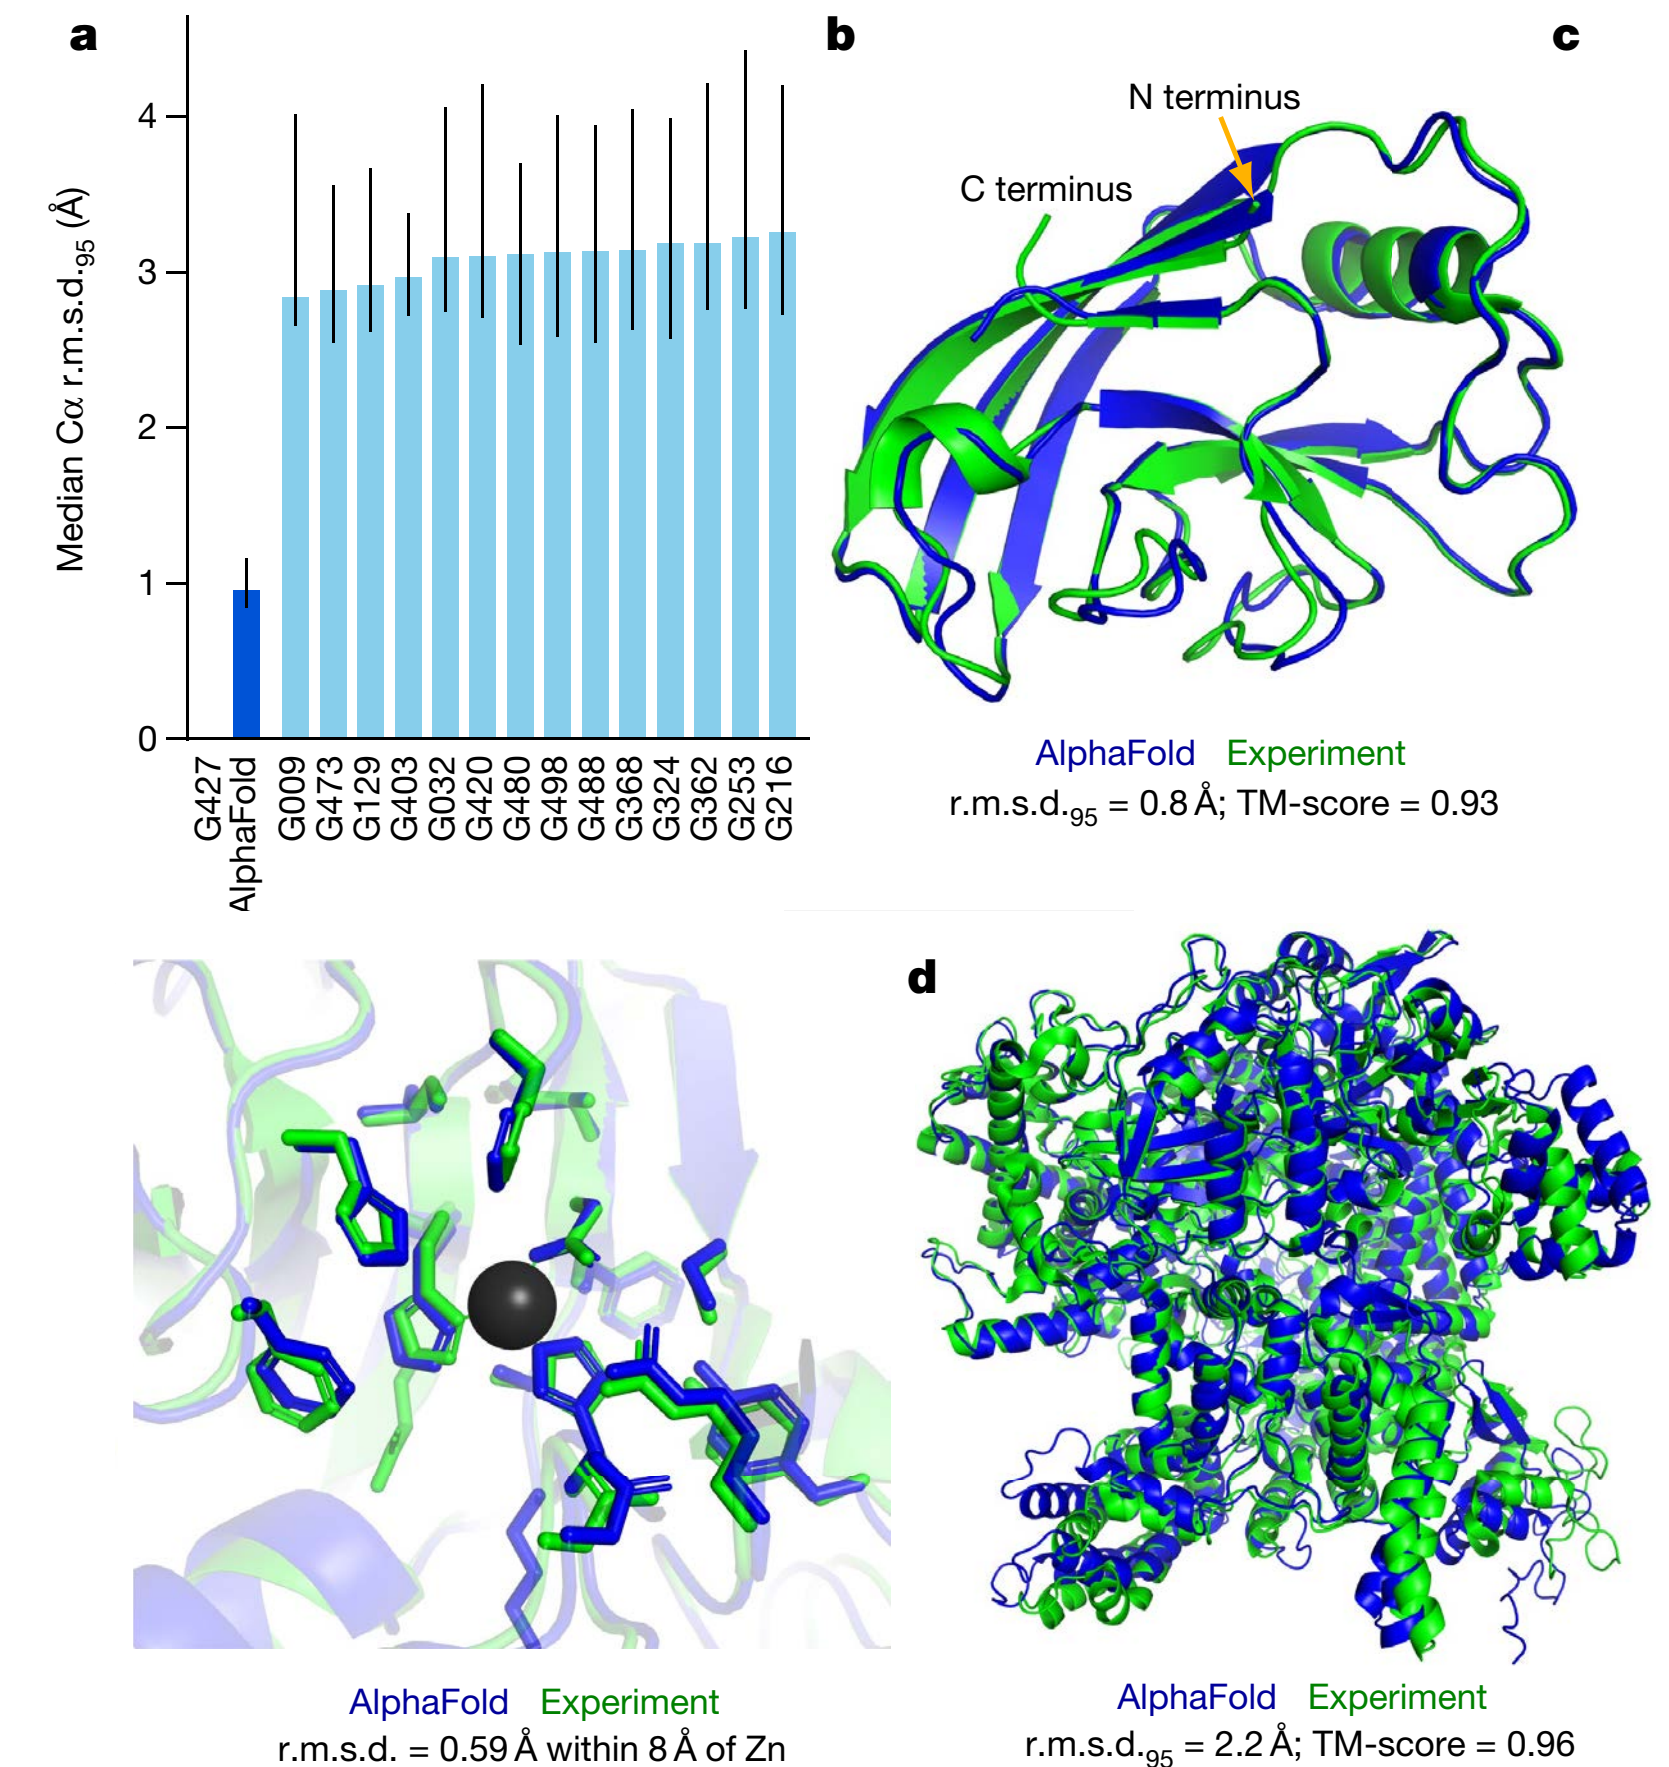 a
4
3
2
1
0
Median Cα r.m.s.d.95 (Å)
G427
AlphaFold
G009
G473
G129
G403
G032
G420
G480
G498
G488
G368
G324
G362
G253
G216
b
N terminus
C terminus
AlphaFold Experiment
r.m.s.d.95 = 0.8 Å; TM-score = 0.93
c
AlphaFold Experiment
r.m.s.d. = 0.59 Å within 8 Å of Zn
d
AlphaFold Experiment
r.m.s.d.95 = 2.2 Å; TM-score = 0.96